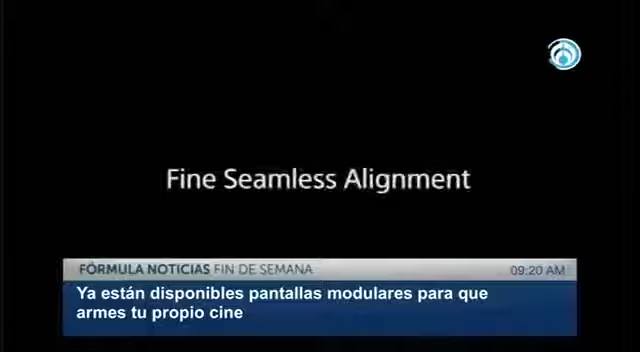 Fine Seamless Alignment
FÓRMULA NOTICIAS FIN DE SEMANA 09:20 AM
Ya están disponibles pantallas modulares para que
armes tu propio cine